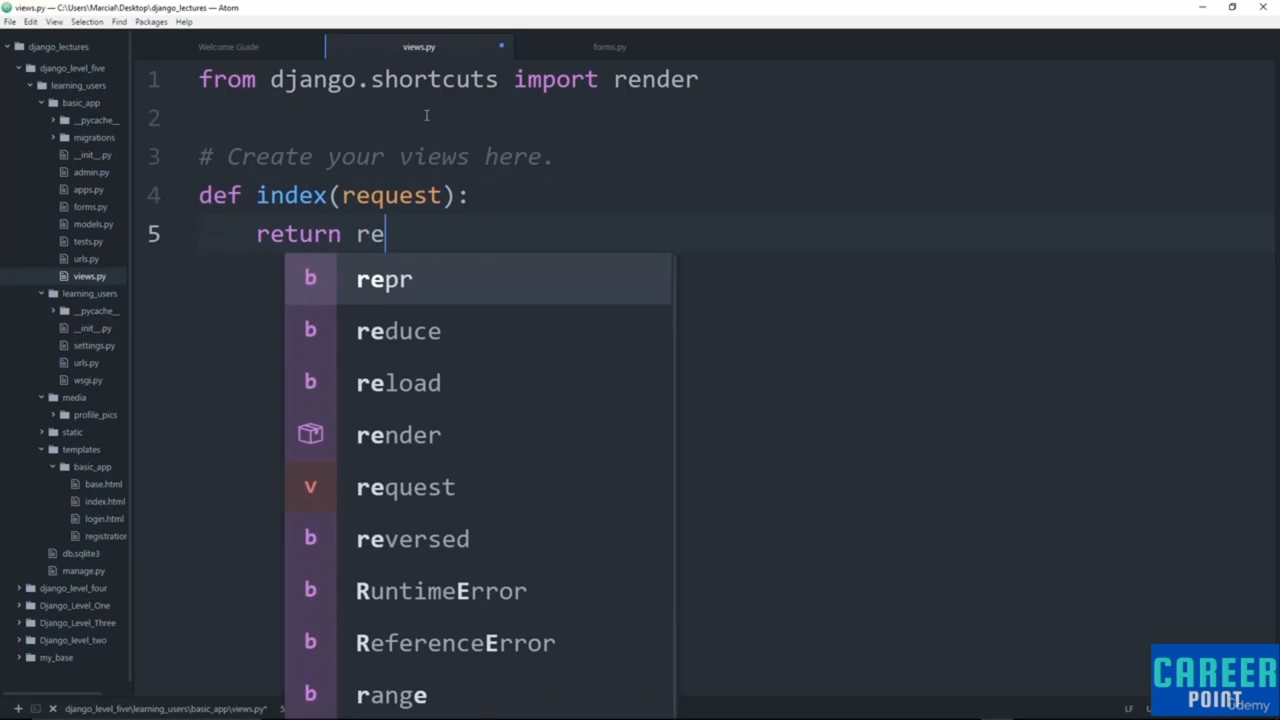 views.py — C:\Users\Marcial\Desktop\django_lectures — Atom
File Edit View Selection Find Packages Help
django_lectures
django_level_five
learning_users
basic_app
__pycache__
migrations
__init__.py
admin.py
apps.py
forms.py
models.py
tests.py
urls.py
views.py
learning_users
__pycache__
__init__.py
settings.py
urls.py
wsgi.py
media
profile_pics
static
templates
basic_app
base.html
index.html
login.html
registration
db.sqlite3
manage.py
django_level_four
Django_Level_One
Django_Level_Three
Django_level_two
my_base
Welcome Guide views.py forms.py
1 from django.shortcuts import render
2
3 # Create your views here.
4 def index(request):
5 return re
b repr
b reduce
b reload
render
v request
b reversed
b RuntimeError
b ReferenceError
b range
django_level_five\learning_users\basic_app\views.py* 5
LF
CAREER
POINT
Udemy